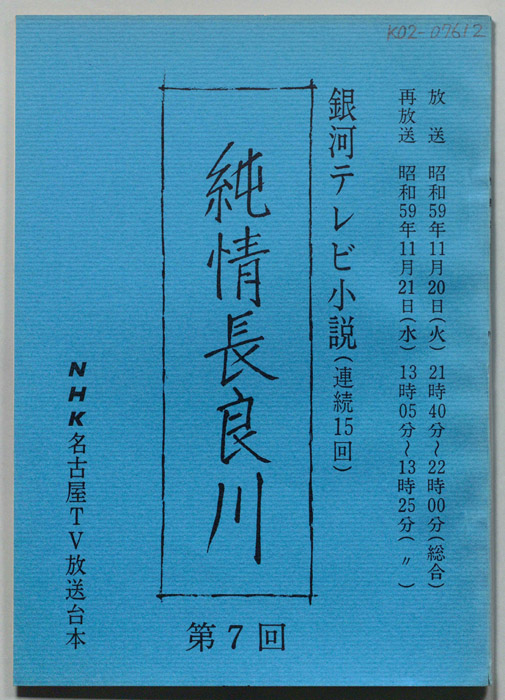 K02-07612
放送 昭和59年11月20日(火) 21時40分〜22時00分(総合)
再放送 昭和59年11月21日(水) 13時05分〜13時25分(〃)
銀河テレビ小説(連続15回)
純情長良川
第7回
NHK名古屋TV放送台本